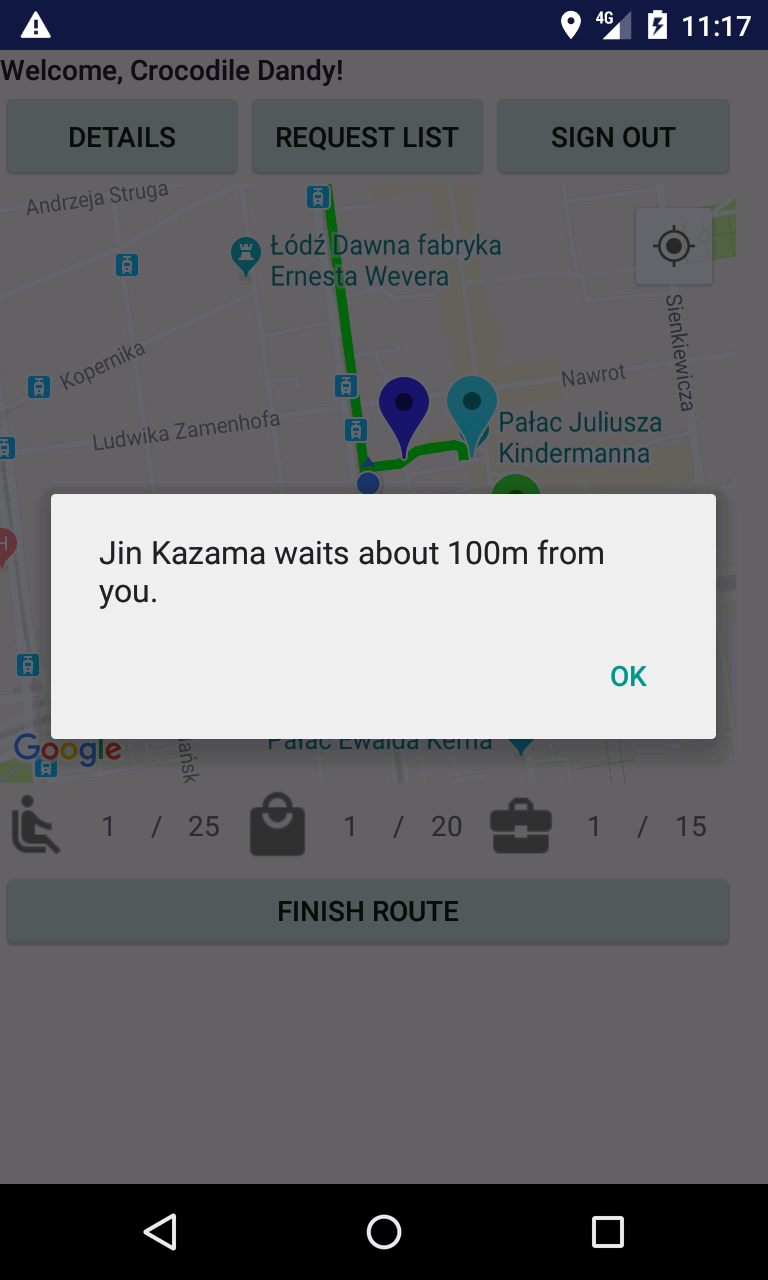 4G 11:17
Welcome, Crocodile Dandy!
DETAILS REQUEST LIST SIGN OUT
Andrzeja Struga
Łódź Dawna fabryka
Ernesta Wevera
Sienkiewicza
Kopernika
Nawrot
Ludwika Zamenhofa
Pałac Juliusza
Kindermanna
H
Jin Kazama waits about 100m from
you.
OK
Google
Pałac Ewalda Kerna
1 / 25 1 / 20 1 / 15
FINISH ROUTE